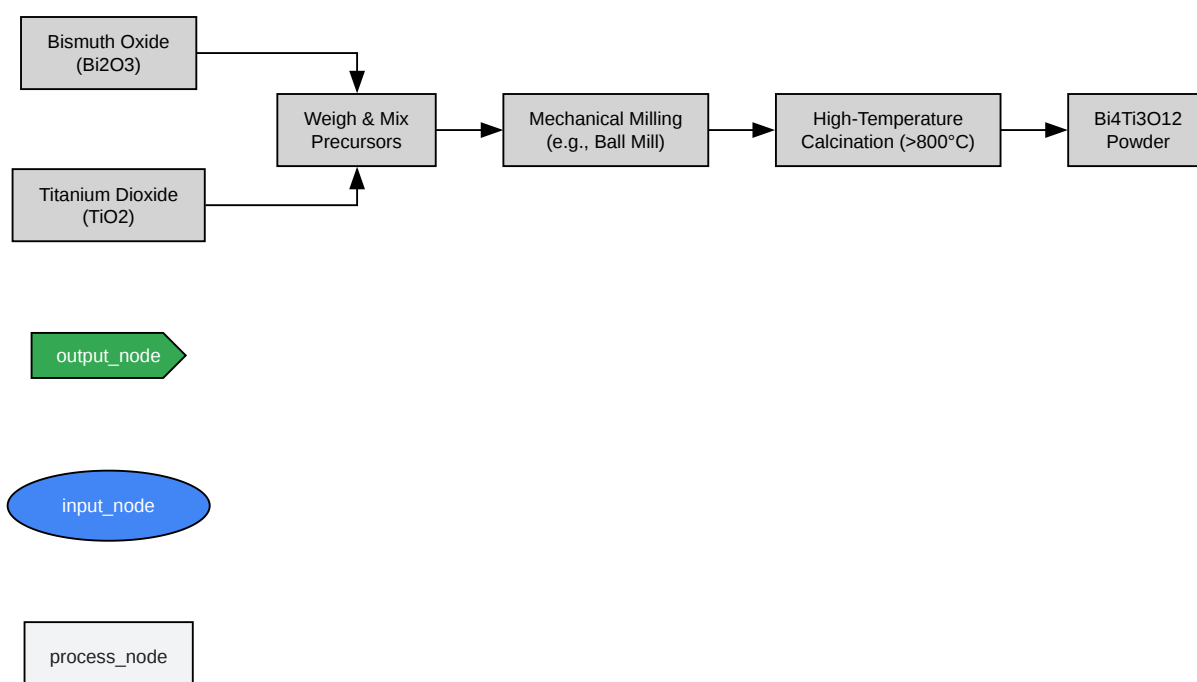 Bismuth Oxide
(Bi2O3)
Weigh & Mix
Precursors
Mechanical Milling
(e.g., Ball Mill)
High-Temperature
Calcination (>800°C)
Bi4Ti3O12
Powder
Titanium Dioxide
(TiO2)
output_node
input_node
process_node